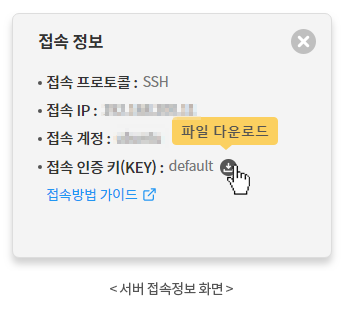 접속 정보
• 접속 프로토콜 : SSH
• 접속 IP :
• 접속 계정 :
파일 다운로드
• 접속 인증 키(KEY) : default
접속방법 가이드
< 서버 접속정보 화면 >